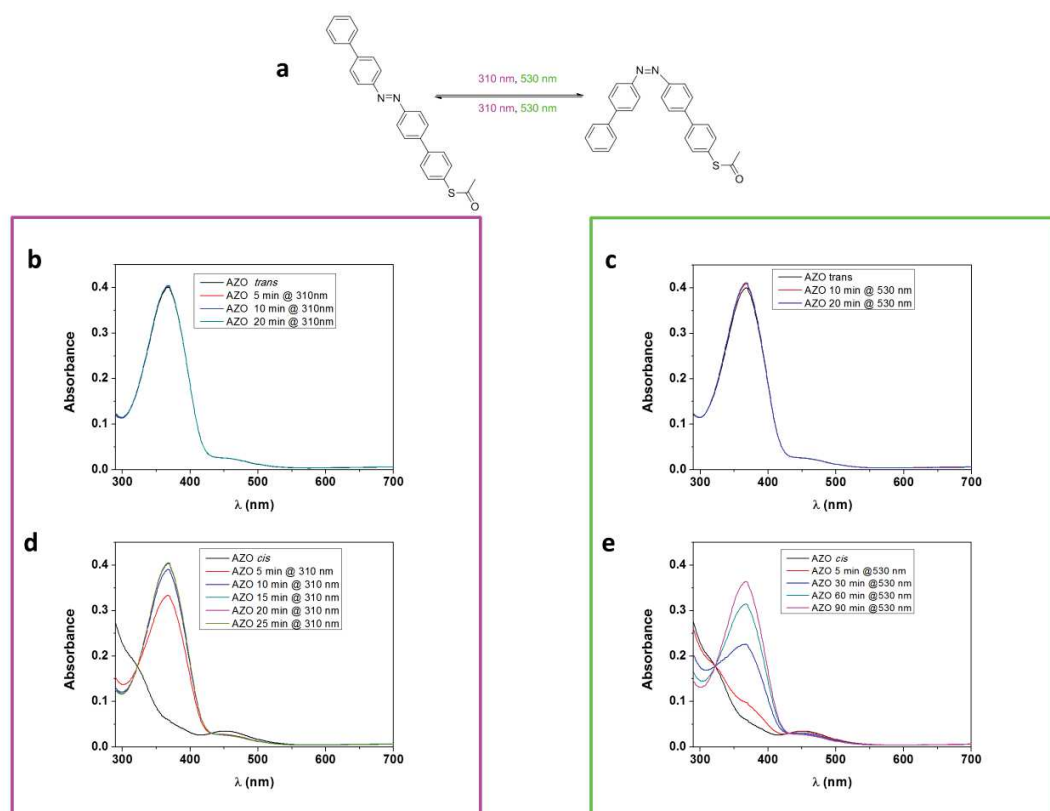 a
N=N
S
O
310 nm, 530 nm
310 nm, 530 nm
N=N
S
O
b
AZO trans
AZO 5 min @ 310nm
AZO 10 min @ 310nm
AZO 20 min @ 310nm
0.4
0.3
0.2
0.1
0.0
Absorbance
300 400 500 600 700
λ (nm)
c
AZO trans
AZO 10 min @ 530 nm
AZO 20 min @ 530 nm
0.4
0.3
0.2
0.1
0.0
Absorbance
300 400 500 600 700
λ (nm)
d
AZO cis
AZO 5 min @ 310 nm
AZO 10 min @ 310 nm
AZO 15 min @ 310 nm
AZO 20 min @ 310 nm
AZO 25 min @ 310 nm
0.4
0.3
0.2
0.1
0.0
Absorbance
300 400 500 600 700
λ (nm)
e
AZO cis
AZO 5 min @530 nm
AZO 30 min @530 nm
AZO 60 min @530 nm
AZO 90 min @530 nm
0.4
0.3
0.2
0.1
0.0
Absorbance
300 400 500 600 700
λ (nm)